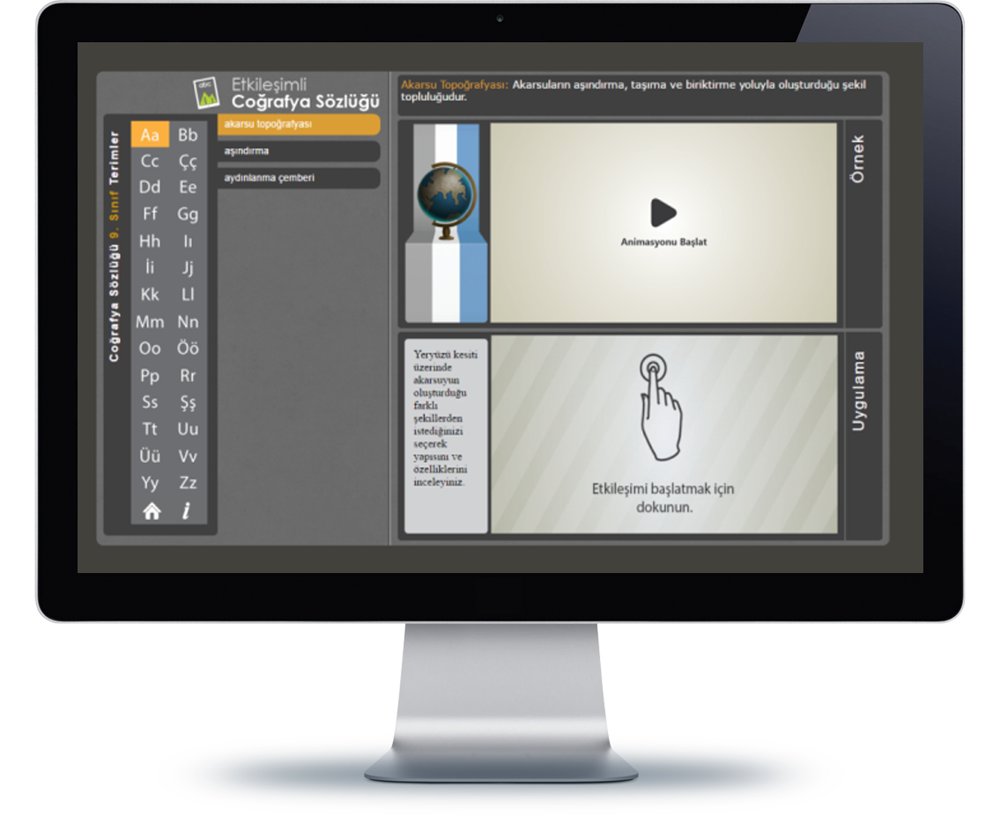 abc
Etkileşimli
Coğrafya Sözlüğü
Coğrafya Sözlüğü 9. Sınıf Terimler
Aa Bb
Cc Çç
Dd Ee
Ff Gg
Hh Iı
İi Jj
Kk Ll
Mm Nn
Oo Öö
Pp Rr
Ss Şş
Tt Uu
Üü Vv
Yy Zz
i
akarsu topoğrafyası
aşındırma
aydınlanma çemberi
Akarsu Topoğrafyası: Akarsuların aşındırma, taşıma ve biriktirme yoluyla oluşturduğu şekil
topluluğudur.
Animasyonu Başlat
Örnek
Yeryüzü kesiti
üzerinde
akarsuyun
oluşturduğu
farklı
şekillerden
istediğinizi
seçerek
yapısını ve
özelliklerini
inceleyiniz.
Etkileşimi başlatmak için
dokunun.
Uygulama